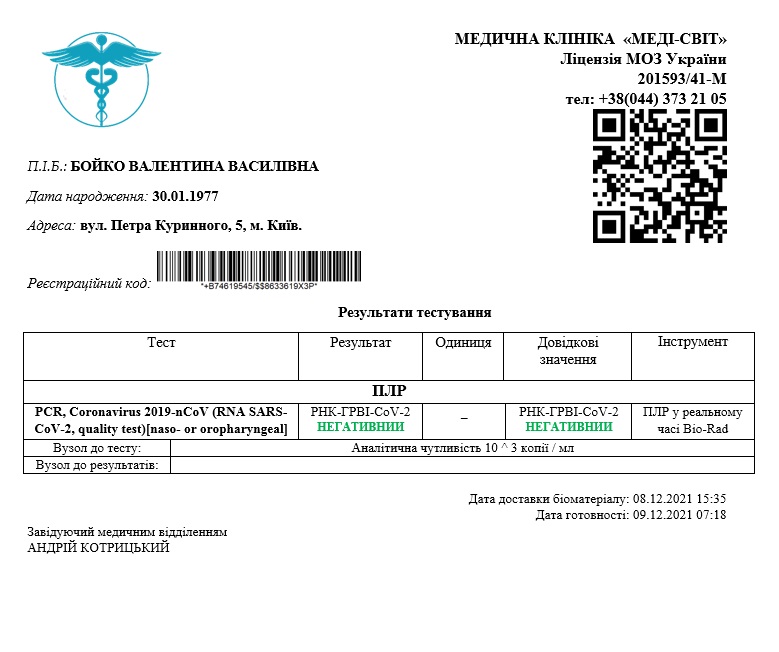 МЕДИЧНА КЛІНІКА «МЕДІ-СВІТ»
Ліцензія МОЗ України
201593/41-М
тел: +38(044) 373 21 05
П.І.Б.: БОЙКО ВАЛЕНТИНА ВАСИЛІВНА
Дата народження: 30.01.1977
Адреса: вул. Петра Куринного, 5, м. Київ.
Реєстраційний код:
*+B74619545/$$8633619X3P*
Результати тестування
Тест Результат Одиниця Довідкові значення Інструмент
ПЛР
PCR, Coronavirus 2019-nCoV (RNA SARS- РНК-ГРВІ-CoV-2 – РНК-ГРВІ-CoV-2 ПЛР у реальному
CoV-2, quality test)[naso- or oropharyngeal] НЕГАТИВНИИ НЕГАТИВНИИ часі Bio-Rad
Вузол до тесту: Аналітична чутливість 10 ^ 3 копії / мл
Вузол до результатів:
Дата доставки біоматеріалу: 08.12.2021 15:35
Дата готовності: 09.12.2021 07:18
Завідуючий медичним відділенням
АНДРІЙ КОТРИЦЬКИЙ